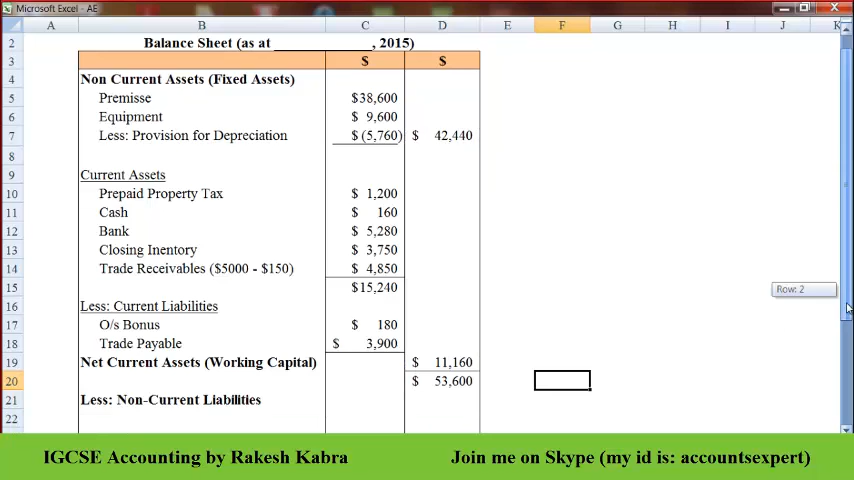 Microsoft Excel - AE
A B C D E F G H I J K
2 Balance Sheet (as at ____________, 2015)
3 $ $
4 Non Current Assets (Fixed Assets)
5 Premisse $38,600
6 Equipment $ 9,600
7 Less: Provision for Depreciation $ (5,760) $ 42,440
8
9 Current Assets
10 Prepaid Property Tax $ 1,200
11 Cash $ 160
12 Bank $ 5,280
13 Closing Inentory $ 3,750
14 Trade Receivables ($5000 - $150) $ 4,850
15 $15,240
16 Less: Current Liabilities
17 O/s Bonus $ 180
18 Trade Payable $ 3,900
19 Net Current Assets (Working Capital) $ 11,160
20 $ 53,600
21 Less: Non-Current Liabilities
22
Row: 2
IGCSE Accounting by Rakesh Kabra Join me on Skype (my id is: accountsexpert)